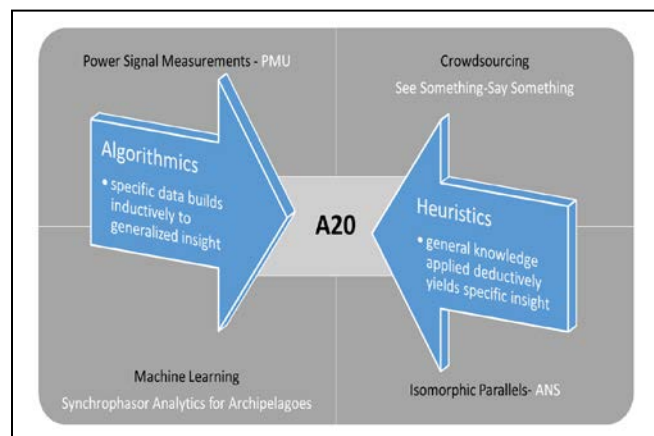 Power Signal Measurements - PMU
Crowdsourcing
See Something-Say Something
Algorithmics
• specific data builds
inductively to
generalized insight
A20
Heuristics
• general knowledge
applied deductively
yields specific insight
Machine Learning
Synchrophasor Analytics for Archipelagoes
Isomorphic Parallels- ANS